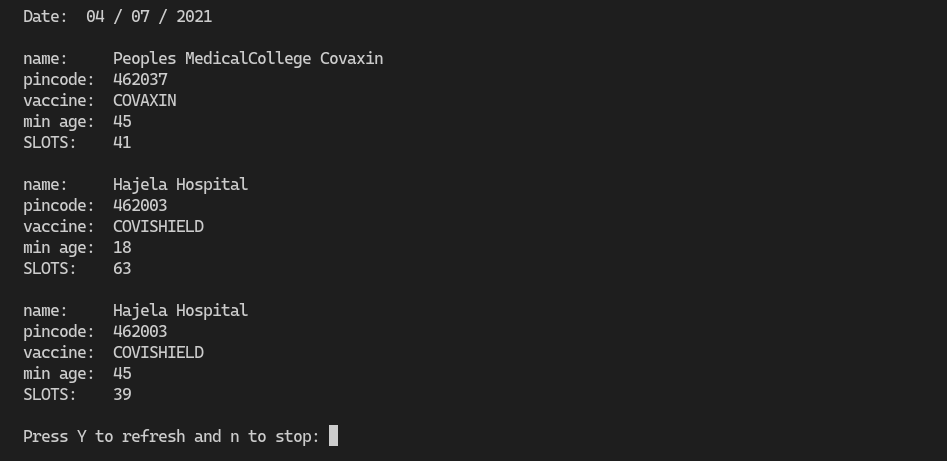 Date: 04 / 07 / 2021
name: Peoples MedicalCollege Covaxin
pincode: 462037
vaccine: COVAXIN
min age: 45
SLOTS: 41
name: Hajela Hospital
pincode: 462003
vaccine: COVISHIELD
min age: 18
SLOTS: 63
name: Hajela Hospital
pincode: 462003
vaccine: COVISHIELD
min age: 45
SLOTS: 39
Press Y to refresh and n to stop: